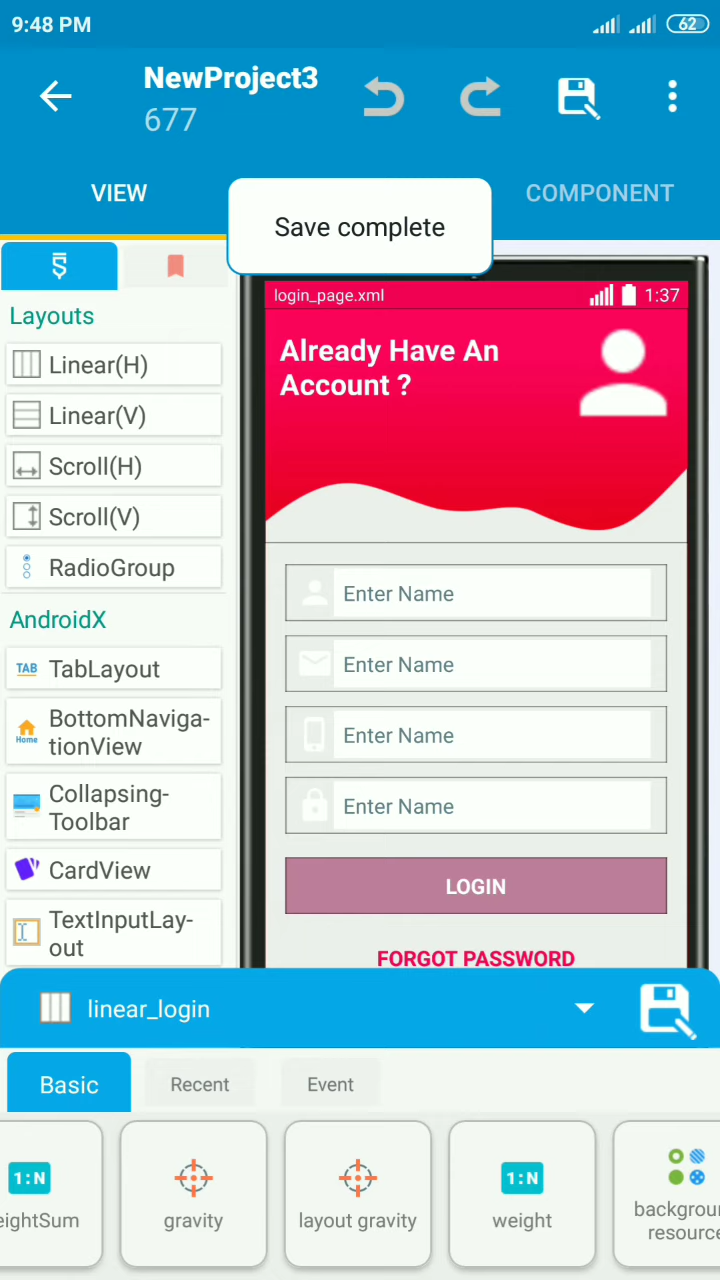 9:48 PM
62
NewProject3
677
VIEW
COMPONENT
Save complete
Layouts
Linear(H)
Linear(V)
Scroll(H)
Scroll(V)
RadioGroup
AndroidX
TAB
TabLayout
Home
BottomNaviga-
tionView
Collapsing-
Toolbar
CardView
TextInputLay-
out
login_page.xml
1:37
Already Have An
Account ?
Enter Name
Enter Name
Enter Name
Enter Name
LOGIN
FORGOT PASSWORD
linear_login
Basic
Recent
Event
1:N
eightSum
gravity
layout gravity
1:N
weight
backgroun
resource